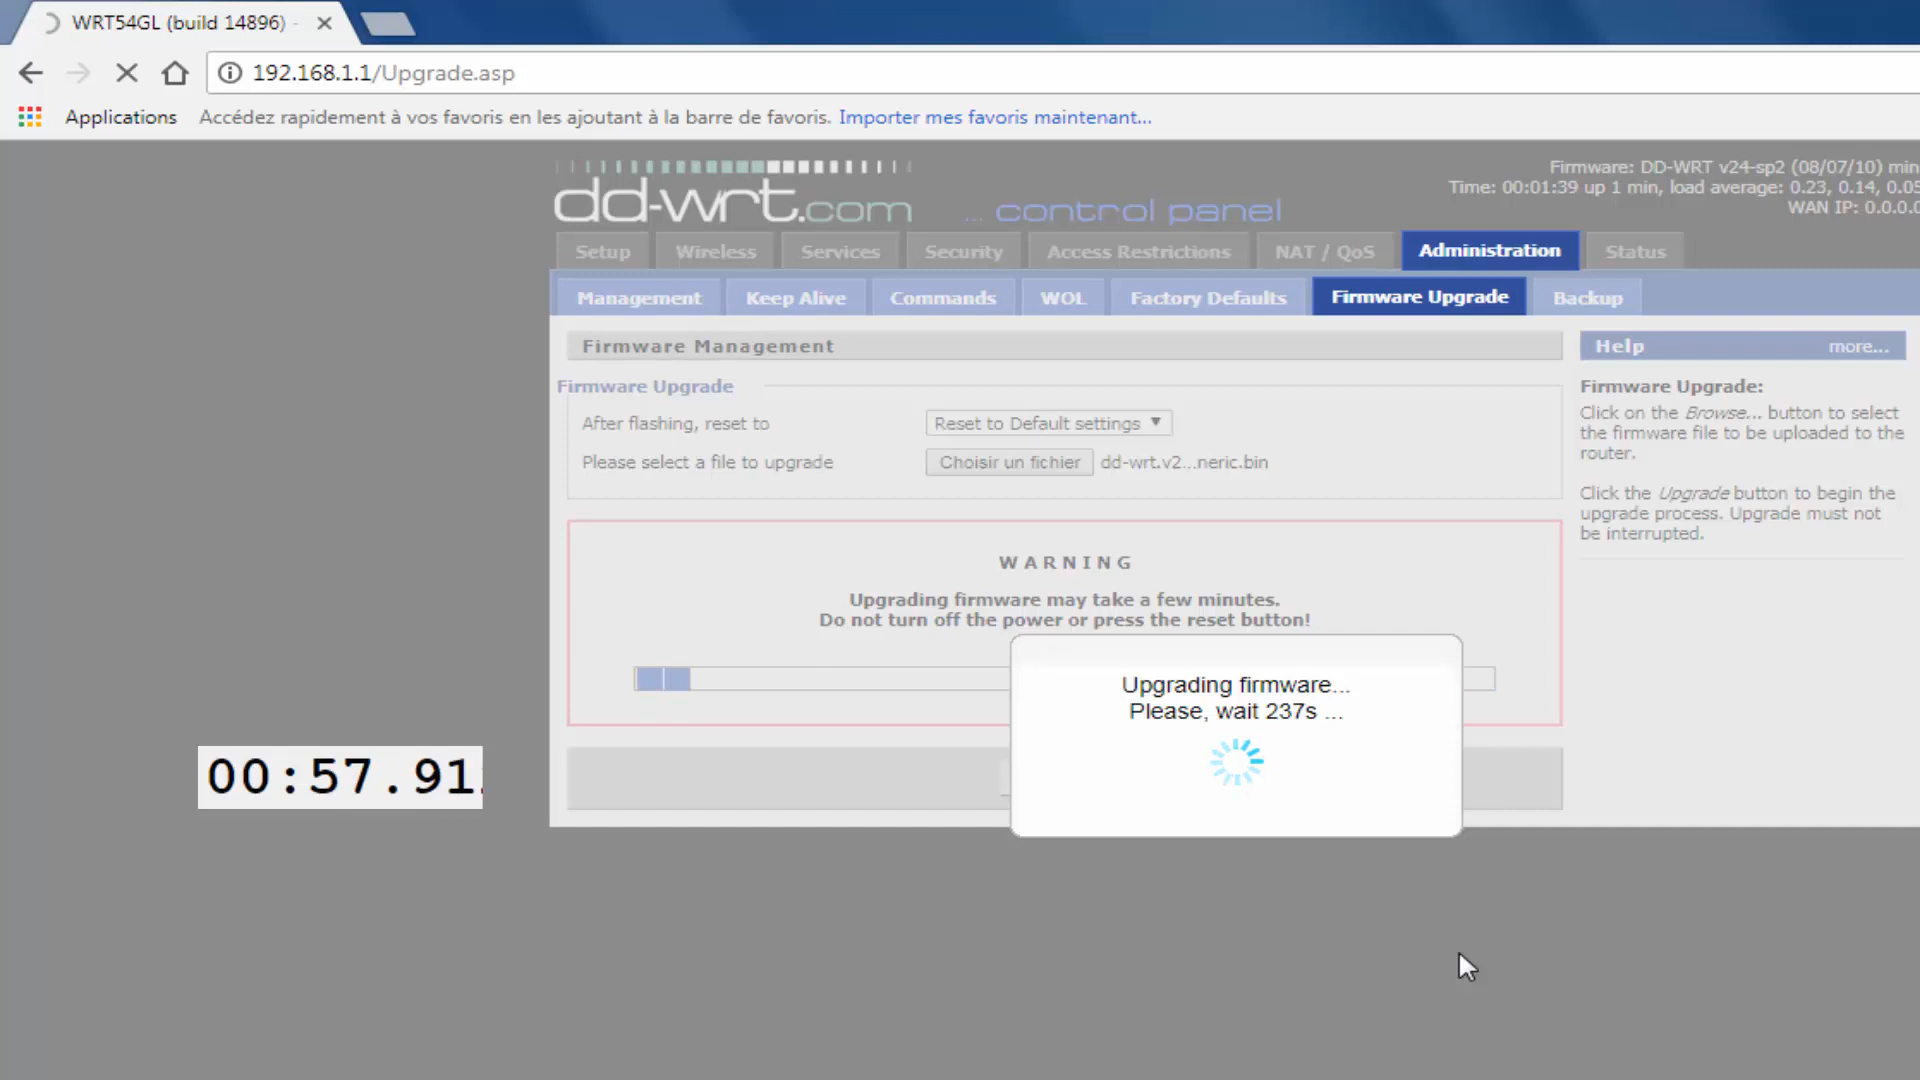 WRT54GL (build 14896) -
192.168.1.1/Upgrade.asp
Applications Accédez rapidement à vos favoris en les ajoutant à la barre de favoris. Importer mes favoris maintenant...
dd-wrt.com ... control panel
Firmware: DD-WRT v24-sp2 (08/07/10) min
Time: 00:01:39 up 1 min, load average: 0.23, 0.14, 0.05
WAN IP: 0.0.0.0
Setup Wireless Services Security Access Restrictions NAT / QoS Administration Status
Management Keep Alive Commands WOL Factory Defaults Firmware Upgrade Backup
Firmware Management
Firmware Upgrade
After flashing, reset to Reset to Default settings
Please select a file to upgrade Choisir un fichier dd-wrt.v2...neric.bin
WARNING
Upgrading firmware may take a few minutes.
Do not turn off the power or press the reset button!
Upgrading firmware...
Please, wait 237s ...
Help more...
Firmware Upgrade:
Click on the Browse... button to select
the firmware file to be uploaded to the
router.
Click the Upgrade button to begin the
upgrade process. Upgrade must not
be interrupted.
00:57.91